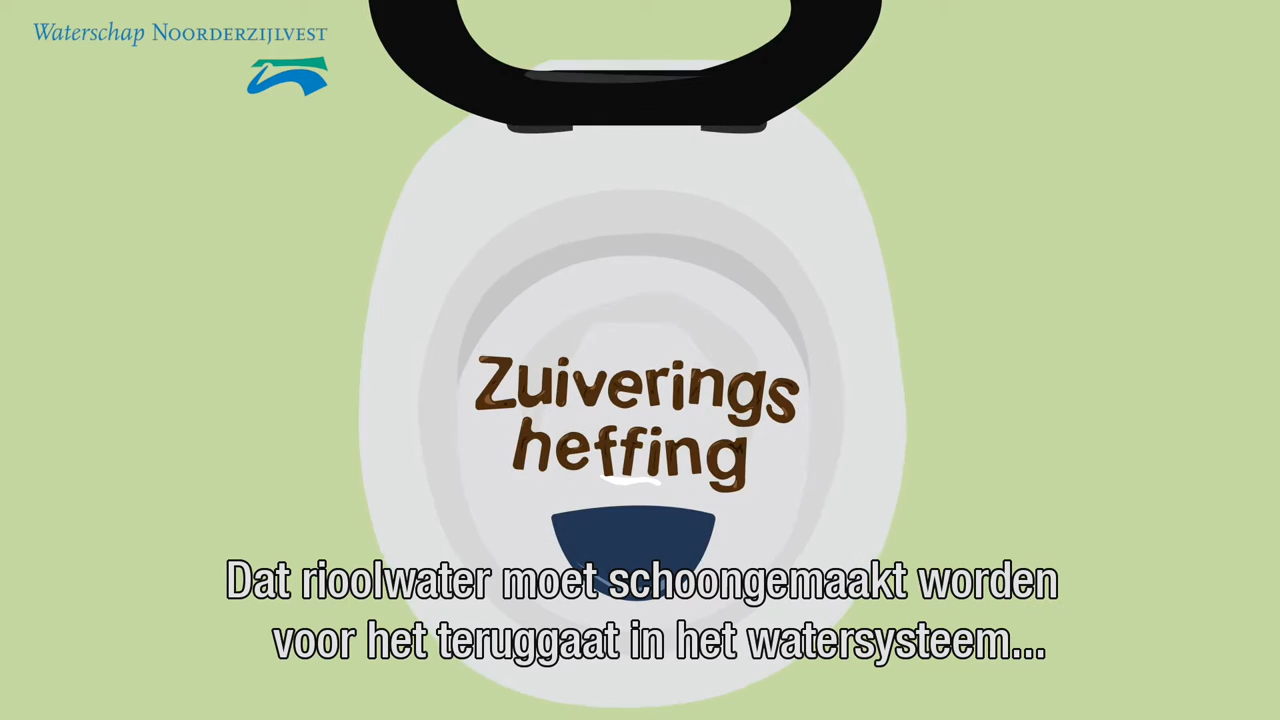 Waterschap NOORDERZIJLVEST
Zuiverings
heffing
Dat rioolwater moet schoongemaakt worden
voor het teruggaat in het watersysteem...